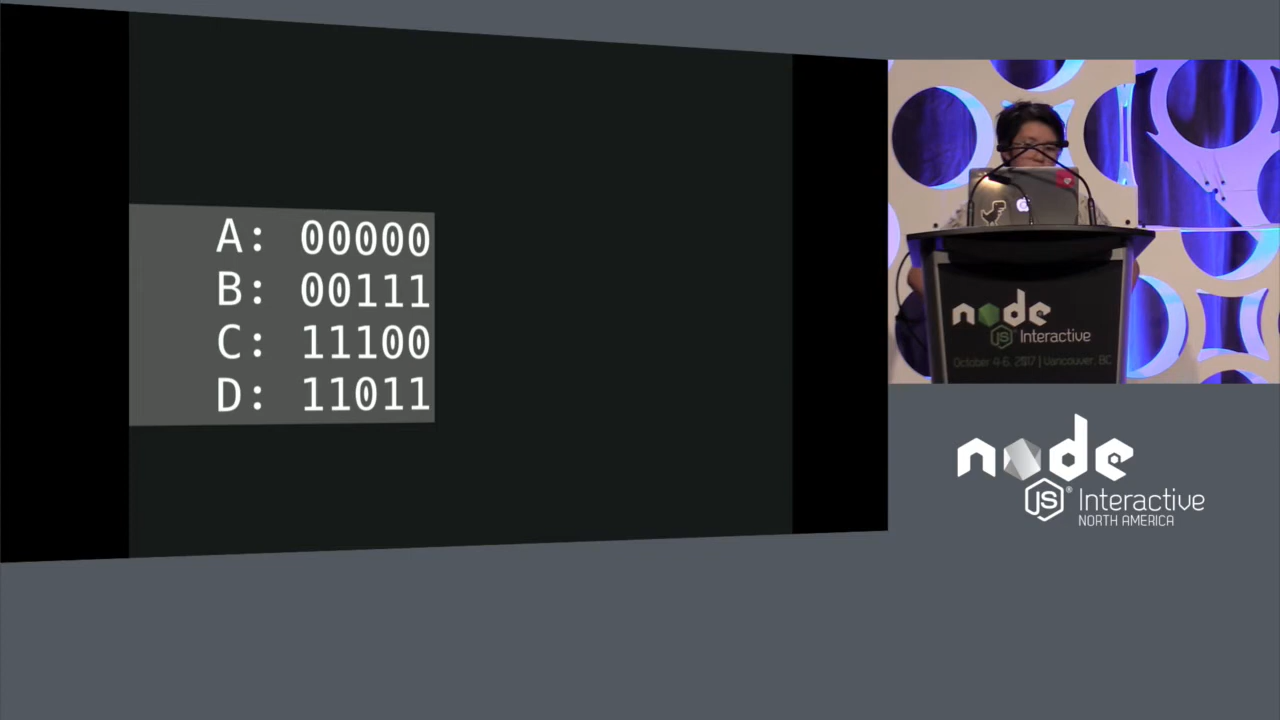 A: 00000
B: 00111
C: 11100
D: 11011
node
JS Interactive
October 4-6, 2017 | Vancouver, BC
node
JS® Interactive
NORTH AMERICA